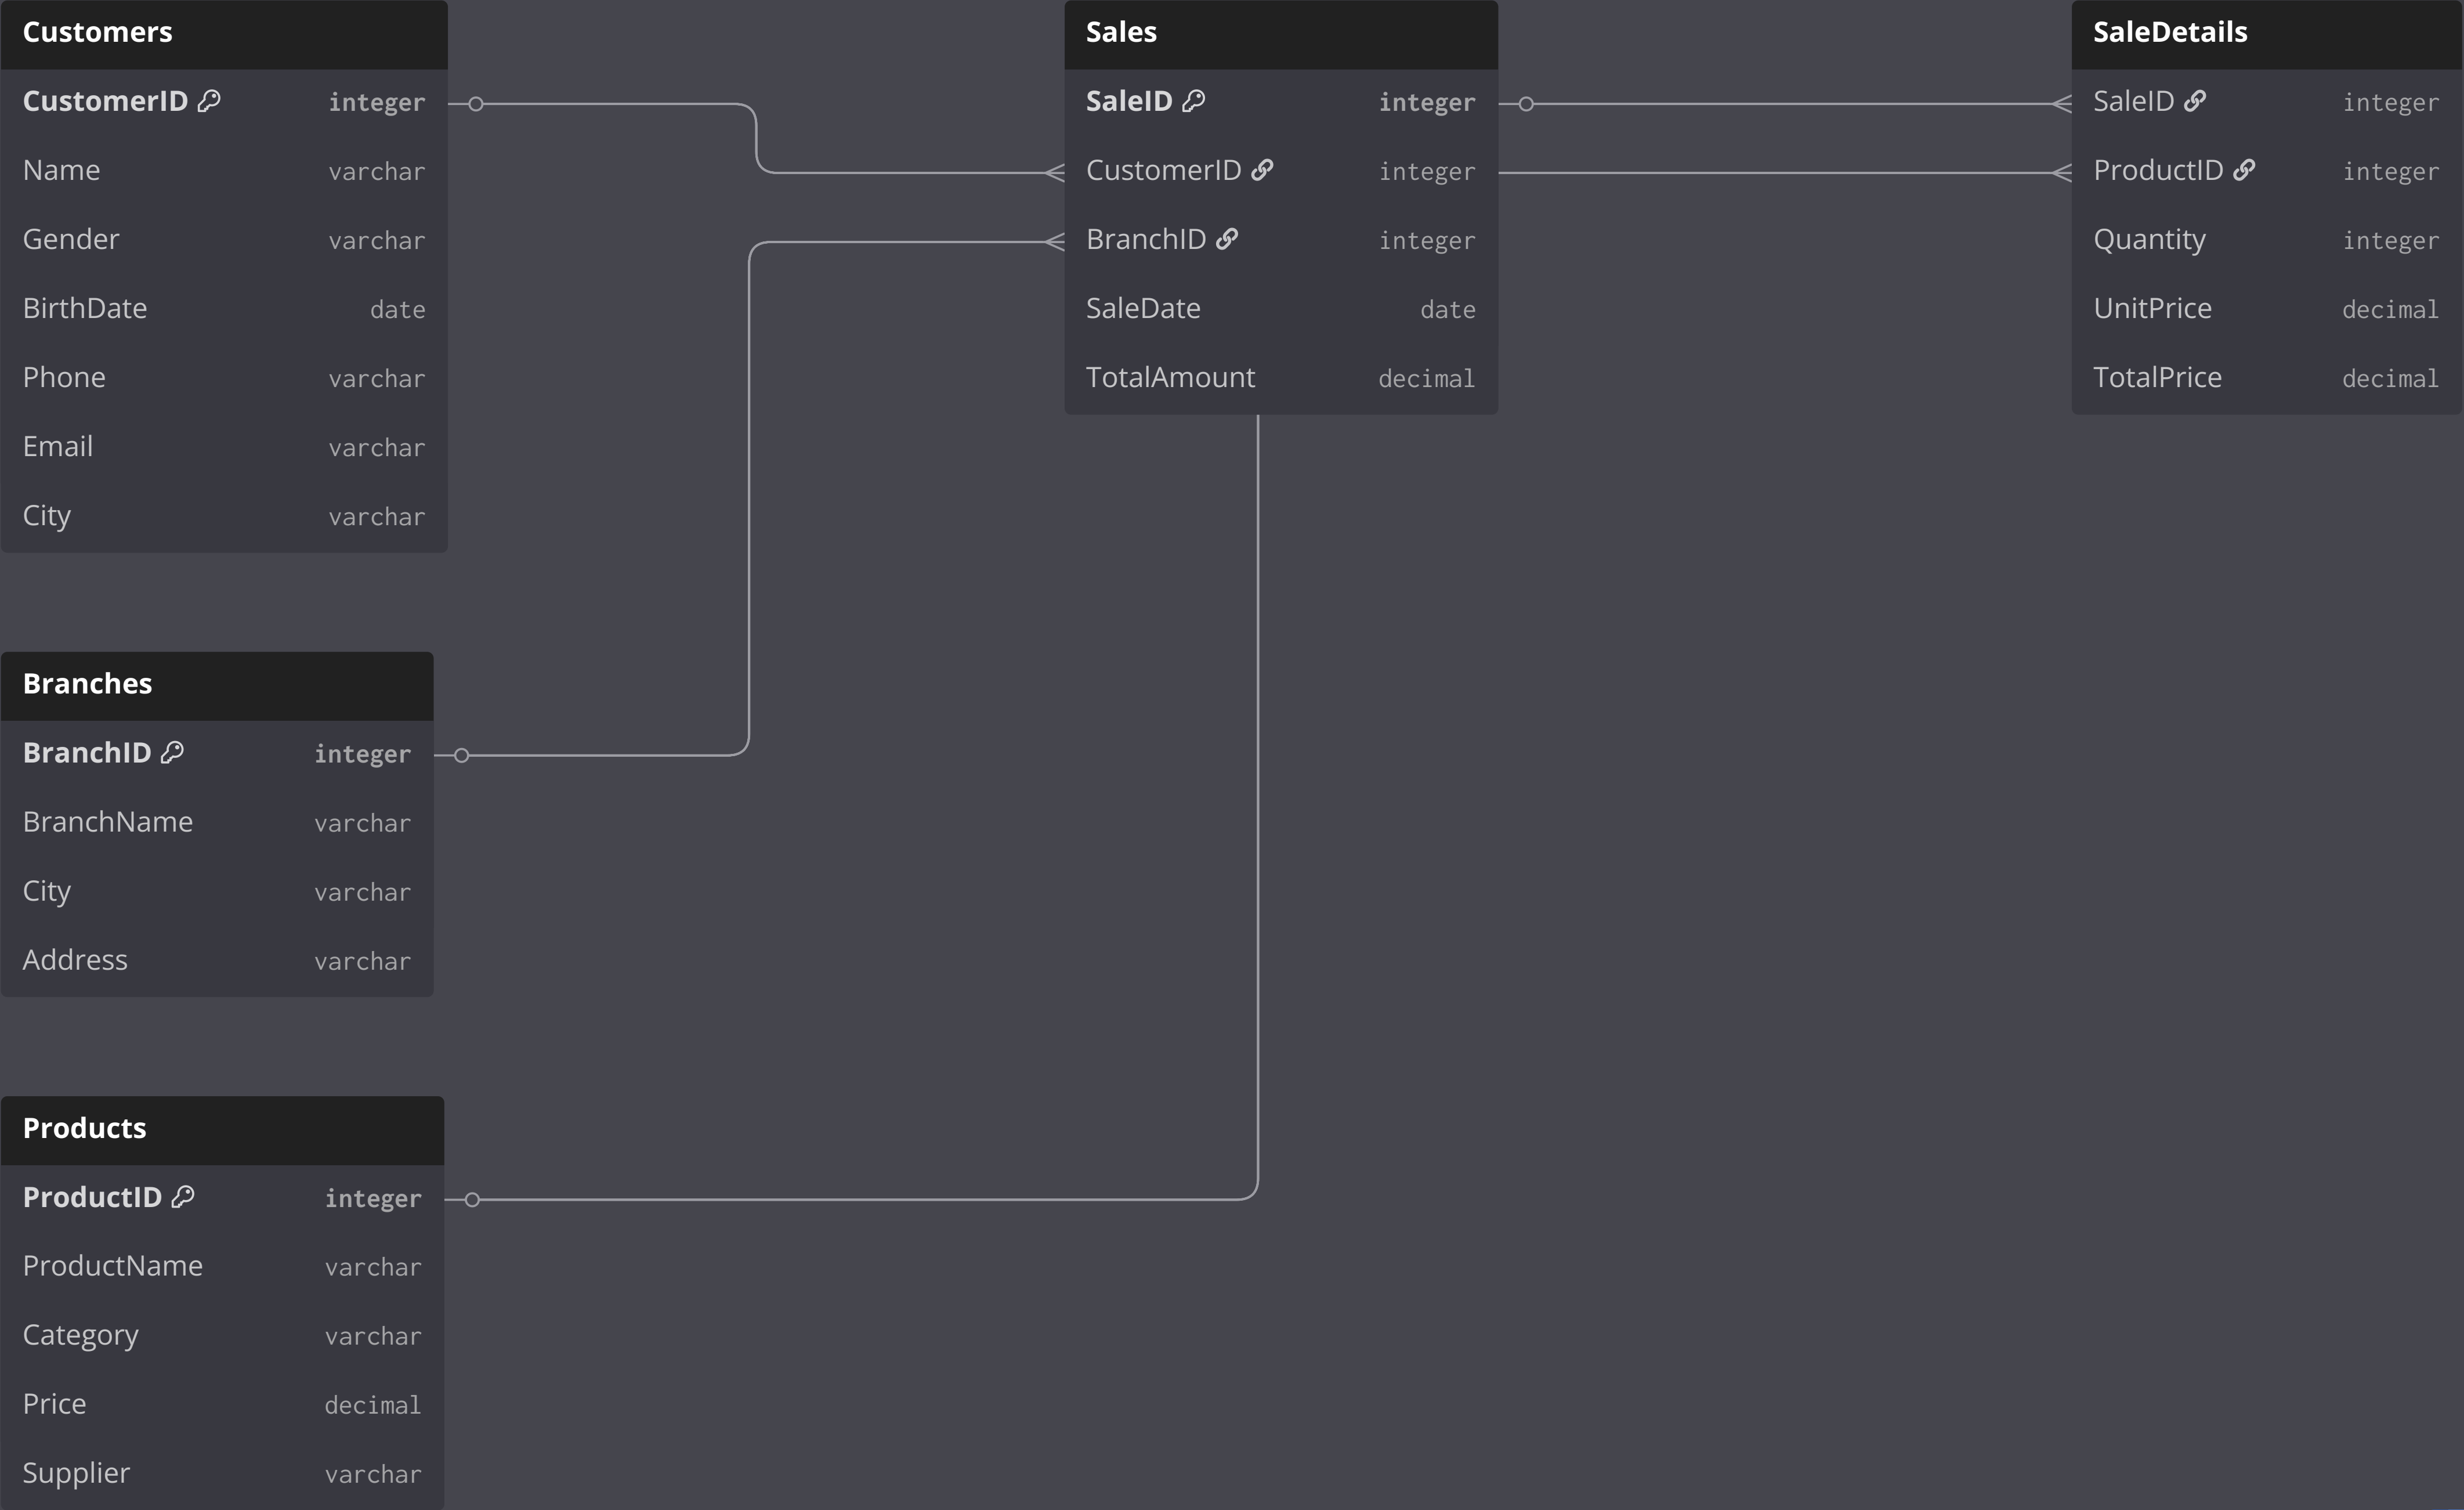 Customers
CustomerID integer
Name varchar
Gender varchar
BirthDate date
Phone varchar
Email varchar
City varchar
Branches
BranchID integer
BranchName varchar
City varchar
Address varchar
Products
ProductID integer
ProductName varchar
Category varchar
Price decimal
Supplier varchar
Sales
SaleID integer
CustomerID integer
BranchID integer
SaleDate date
TotalAmount decimal
SaleDetails
SaleID integer
ProductID integer
Quantity integer
UnitPrice decimal
TotalPrice decimal